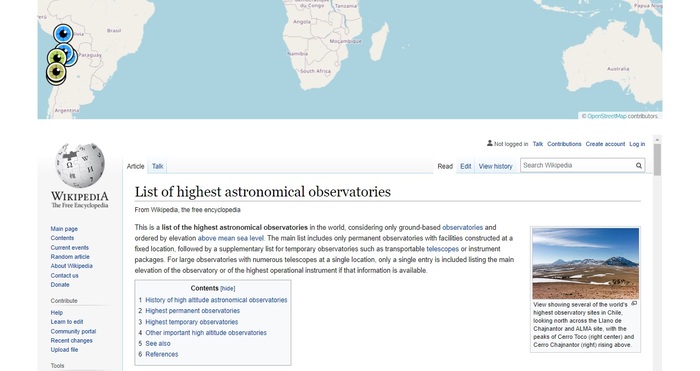 Brasil
Angola
Zambia
Moçambique
Namibia
Paraguay
South Africa
Australia
Argentina
© OpenStreetMap contributors.
Not logged in Talk Contributions Create account Log in
Article Talk Read Edit View history Search Wikipedia
WIKIPEDIA
The Free Encyclopedia
List of highest astronomical observatories
From Wikipedia, the free encyclopedia
This is a list of the highest astronomical observatories in the world, considering only ground-based observatories and
ordered by elevation above mean sea level. The main list includes only permanent observatories with facilities constructed at a
fixed location, followed by a supplementary list for temporary observatories such as transportable telescopes or instrument
packages. For large observatories with numerous telescopes at a single location, only a single entry is included listing the main
elevation of the observatory or of the highest operational instrument if that information is available.
Main page
Contents
Current events
Random article
About Wikipedia
Contact us
Donate
Contribute
Help
Learn to edit
Community portal
Recent changes
Upload file
Tools
Contents [hide]
1 History of high altitude astronomical observatories
2 Highest permanent observatories
3 Highest temporary observatories
4 Other important high altitude observatories
5 See also
6 References
View showing several of the world's
highest observatory sites in Chile,
looking north across the Llano de
Chajnantor and ALMA site, with the
peaks of Cerro Toco (right center) and
Cerro Chajnantor (right) rising above.